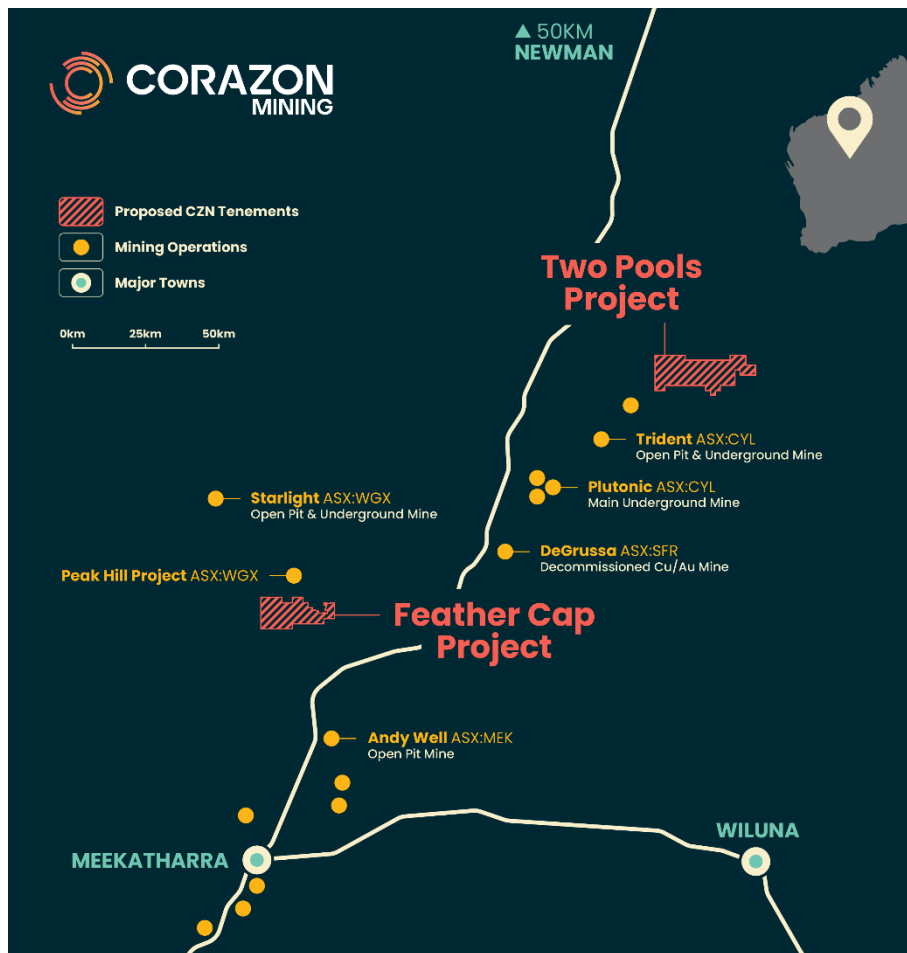 ▲ 50KM
NEWMAN
CORAZON
MINING
Proposed CZN Tenements
Mining Operations
Major Towns
0km 25km 50km
Two Pools
Project
Trident ASX:CYL
Open Pit & Underground Mine
Starlight ASX:WGX
Open Pit & Underground Mine
Plutonic ASX:CYL
Main Underground Mine
DeGrussa ASX:SFR
Decommissioned Cu/Au Mine
Peak Hill Project ASX:WGX
Feather Cap
Project
Andy Well ASX:MEK
Open Pit Mine
WILUNA
MEEKATHARRA